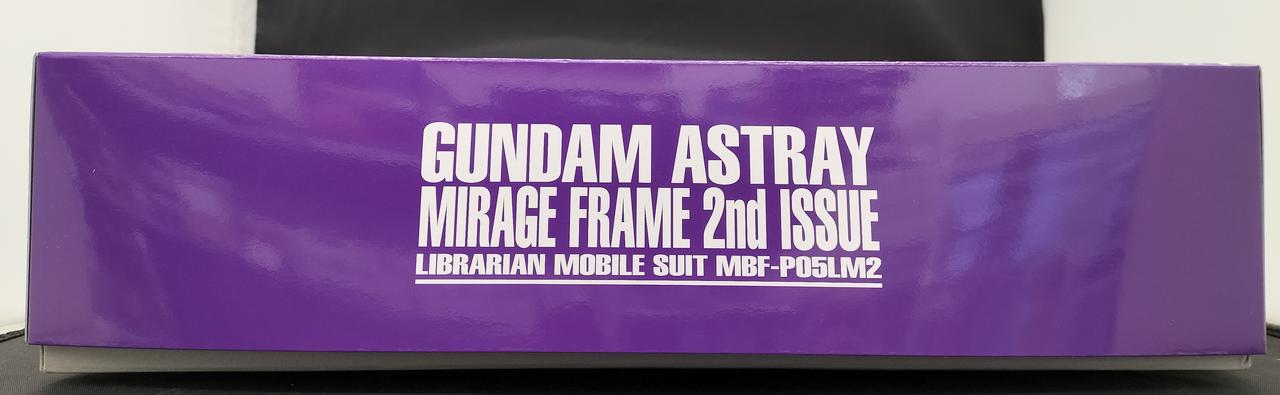 GUNDAM ASTRAY
MIRAGE FRAME 2nd ISSUE
LIBRARIAN MOBILE SUIT MBF-P05LM2